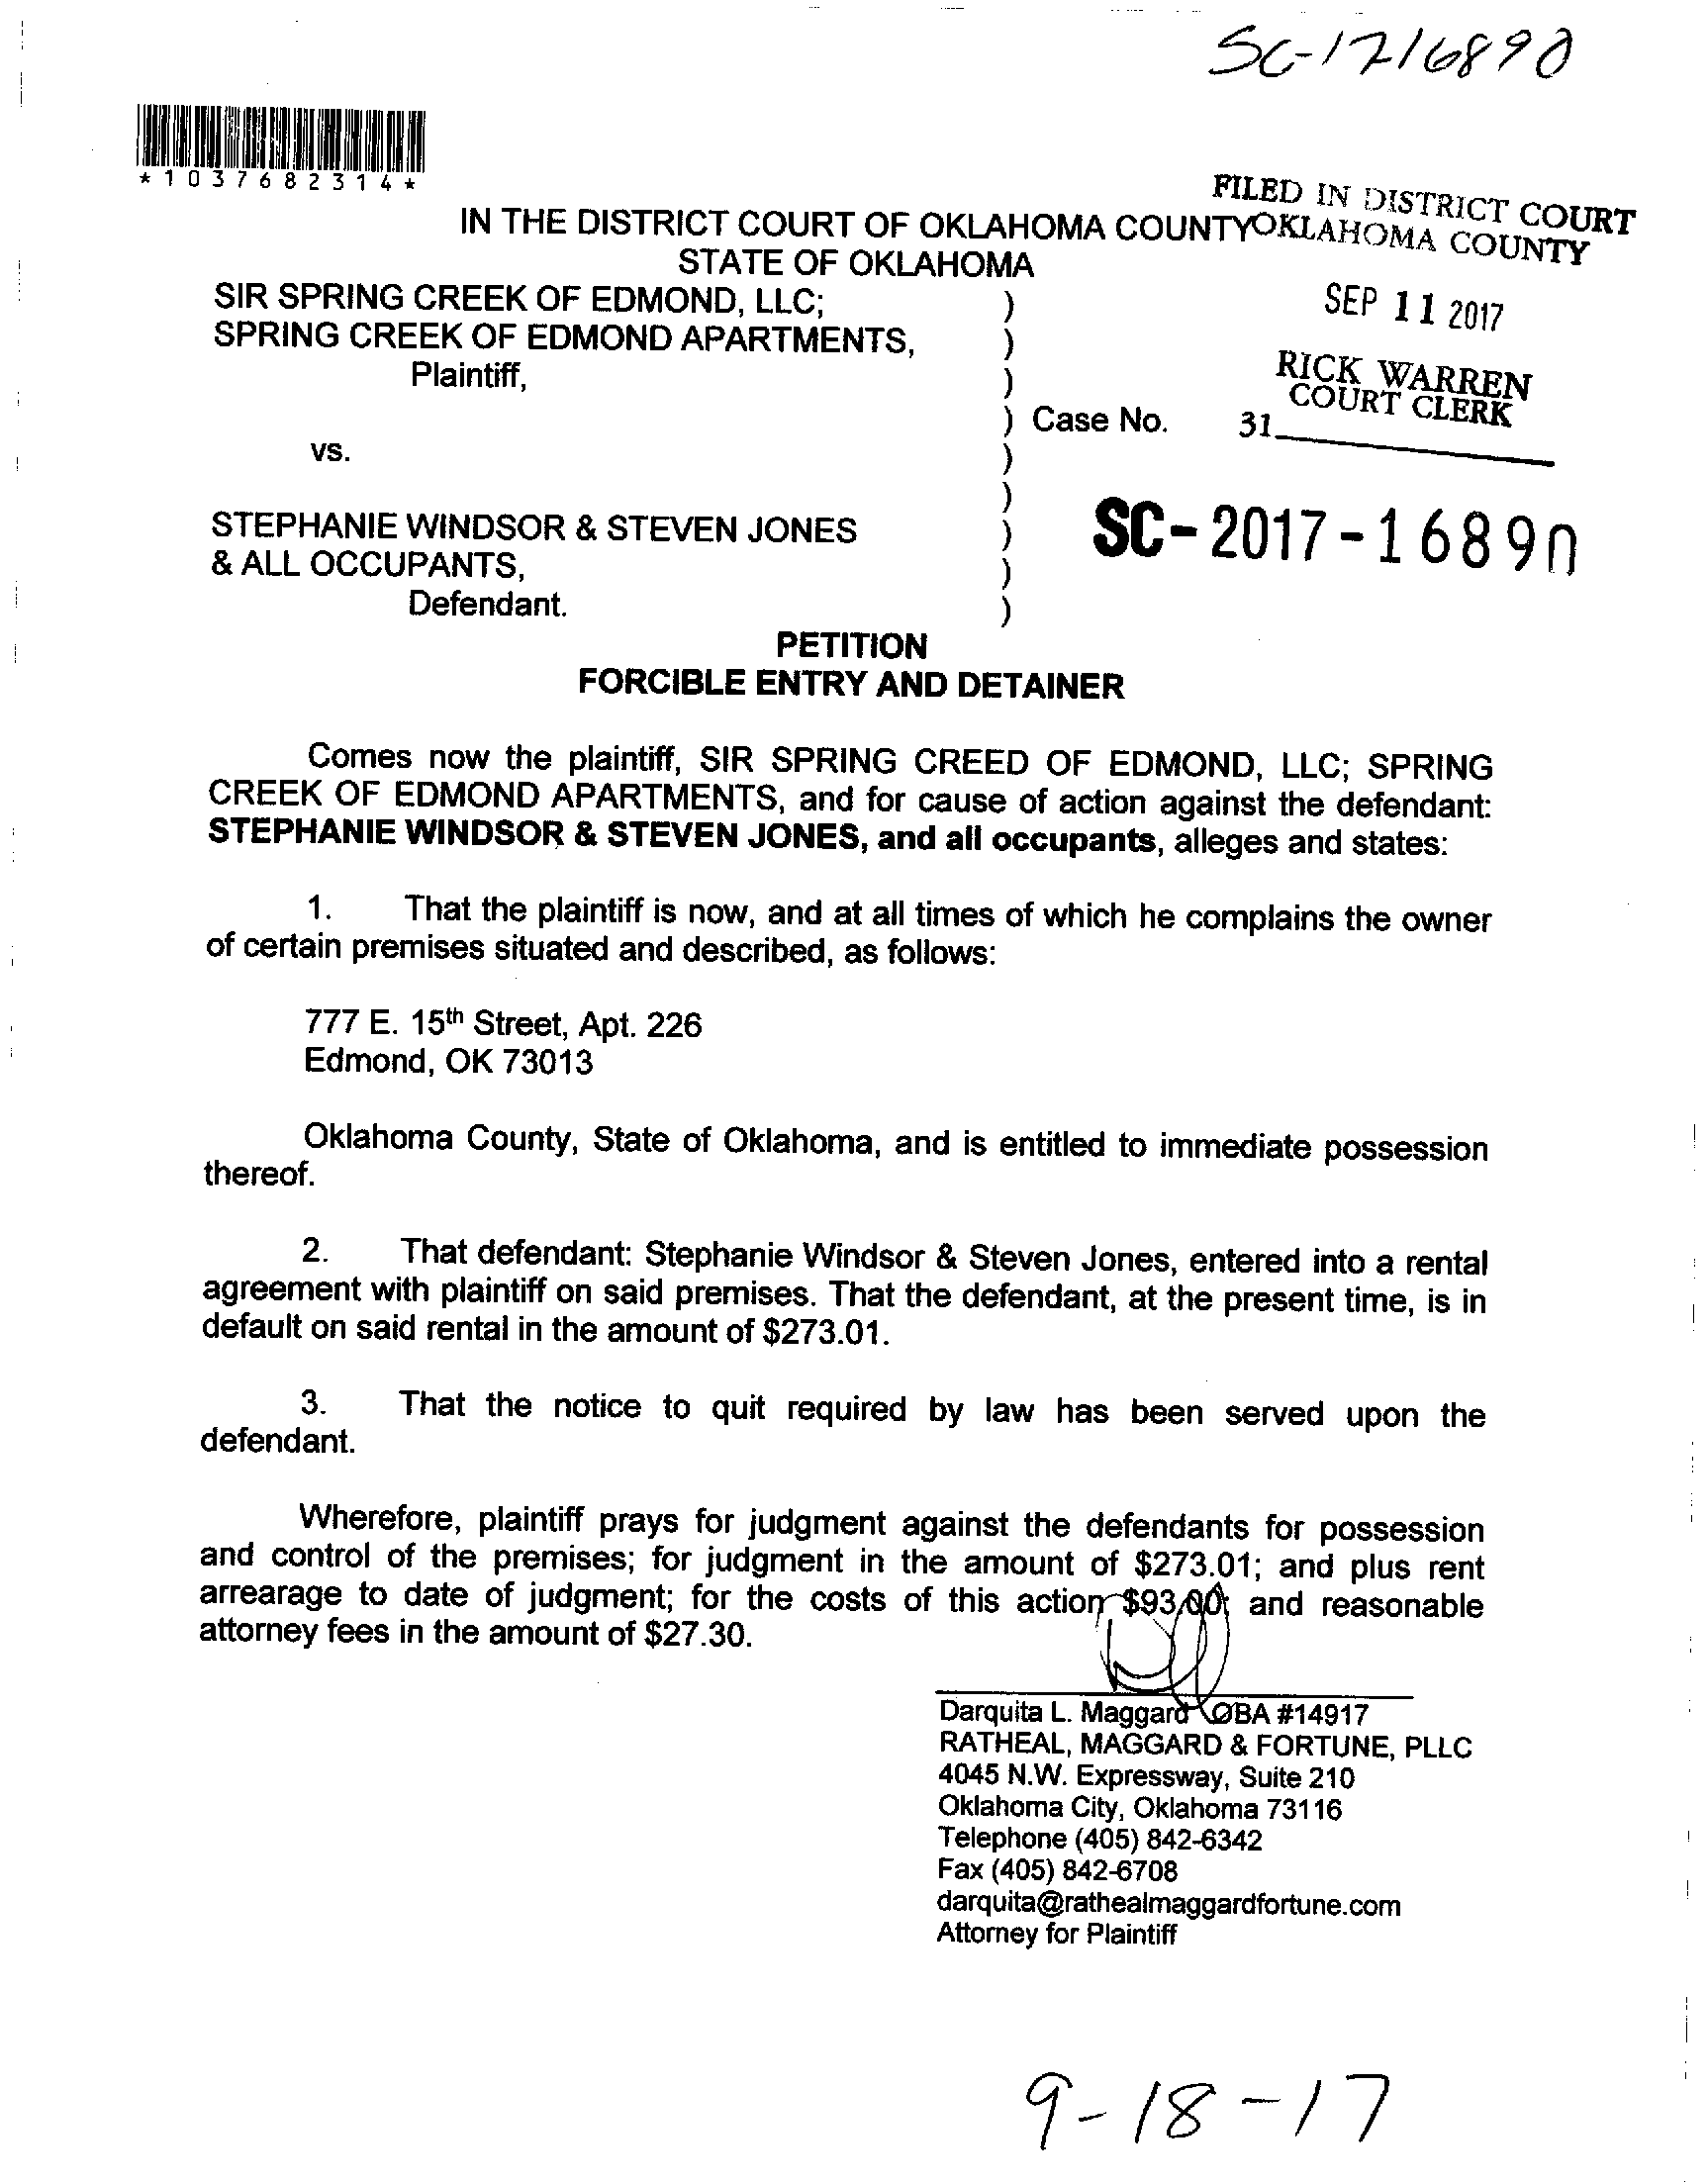 SC-1716890
*1037682314*
FILED IN DISTRICT COURT
OKLAHOMA COUNTY
IN THE DISTRICT COURT OF OKLAHOMA COUNTY
STATE OF OKLAHOMA
SEP 11 2017
RICK WARREN
COURT CLERK
31
SIR SPRING CREEK OF EDMOND, LLC; )
SPRING CREEK OF EDMOND APARTMENTS, )
Plaintiff, )
) Case No.
vs. )
)
SC-2017-16890
STEPHANIE WINDSOR & STEVEN JONES )
& ALL OCCUPANTS, )
Defendant. )
PETITION
FORCIBLE ENTRY AND DETAINER
Comes now the plaintiff, SIR SPRING CREED OF EDMOND, LLC; SPRING
CREEK OF EDMOND APARTMENTS, and for cause of action against the defendant:
STEPHANIE WINDSOR & STEVEN JONES, and all occupants, alleges and states:
1. That the plaintiff is now, and at all times of which he complains the owner
of certain premises situated and described, as follows:
777 E. 15th Street, Apt. 226
Edmond, OK 73013
Oklahoma County, State of Oklahoma, and is entitled to immediate possession
thereof.
2. That defendant: Stephanie Windsor & Steven Jones, entered into a rental
agreement with plaintiff on said premises. That the defendant, at the present time, is in
default on said rental in the amount of $273.01.
3. That the notice to quit required by law has been served upon the
defendant.
Wherefore, plaintiff prays for judgment against the defendants for possession
and control of the premises; for judgment in the amount of $273.01; and plus rent
arrearage to date of judgment; for the costs of this action $93.00; and reasonable
attorney fees in the amount of $27.30.
Darquita L. Maggard OBA #14917
RATHEAL, MAGGARD & FORTUNE, PLLC
4045 N.W. Expressway, Suite 210
Oklahoma City, Oklahoma 73116
Telephone (405) 842-6342
Fax (405) 842-6708
darquita@rathealmaggardfortune.com
Attorney for Plaintiff
9-18-17